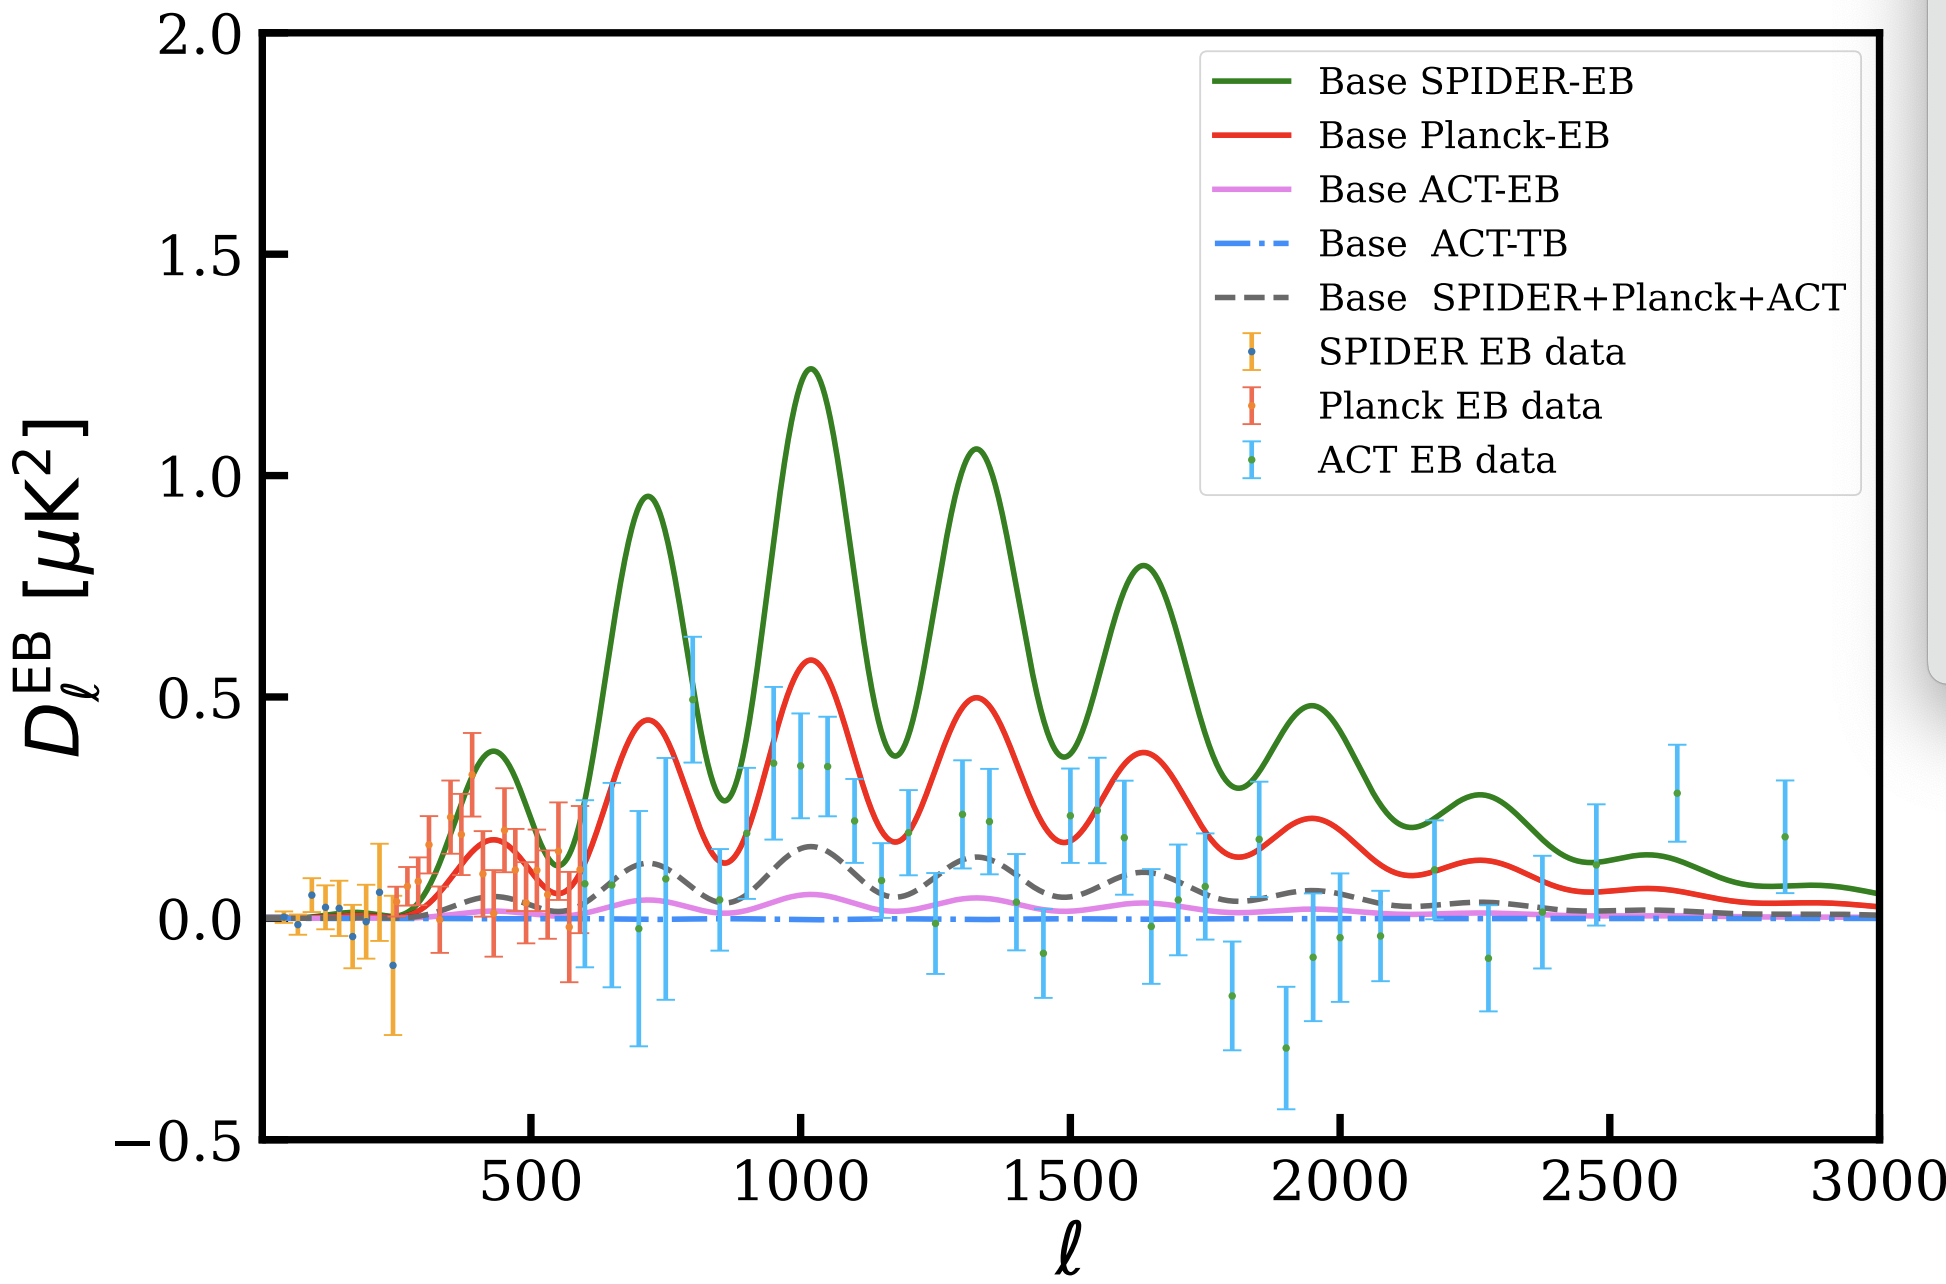 2.0
1.5
1.0
0.5
0.0
−0.5
500 1000 1500 2000 2500 3000
ℓ
D_ℓ^EB [μK²]
Base SPIDER-EB
Base Planck-EB
Base ACT-EB
Base ACT-TB
Base SPIDER+Planck+ACT
SPIDER EB data
Planck EB data
ACT EB data